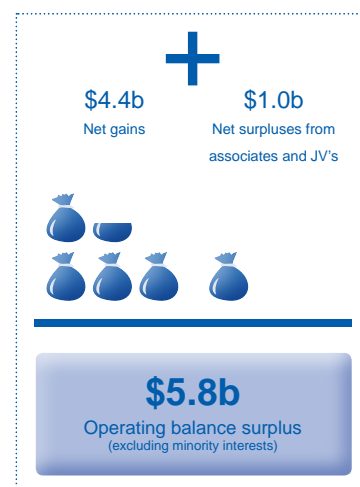 +
$4.4b
Net gains
$1.0b
Net surpluses from
associates and JV's
$5.8b
Operating balance surplus
(excluding minority interests)